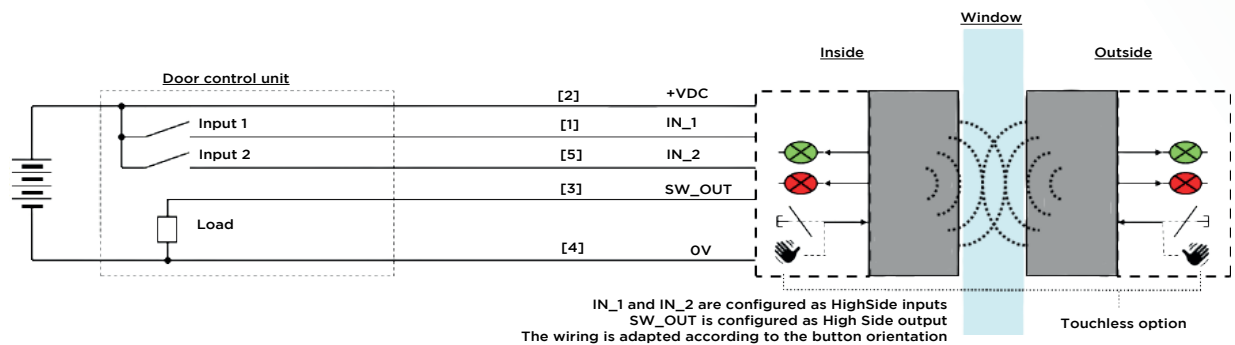 Window
Inside
Outside
Door control unit
[2] +VDC
Input 1 [1] IN_1
Input 2 [5] IN_2
[3] SW_OUT
Load
[4] 0V
IN_1 and IN_2 are configured as HighSide inputs
SW_OUT is configured as High Side output
The wiring is adapted according to the button orientation
Touchless option